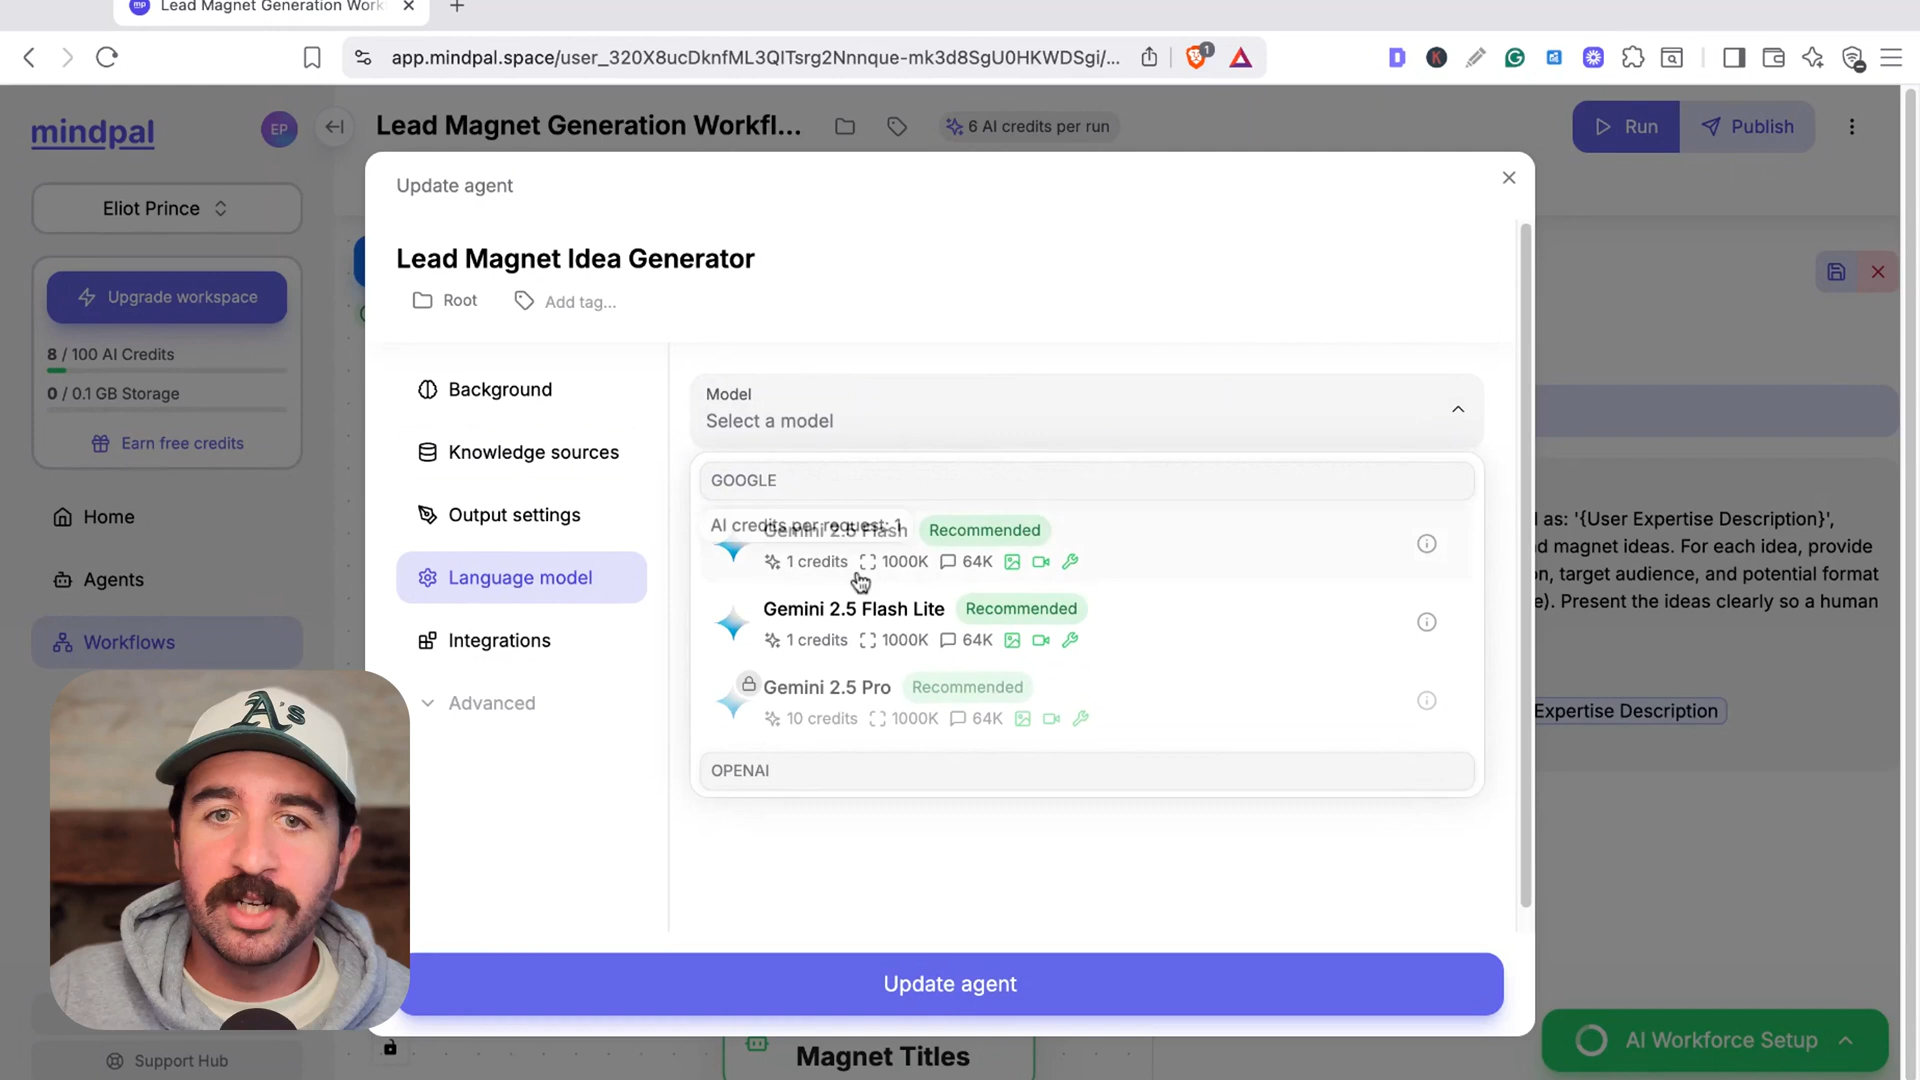 Lead Magnet Generation Work
app.mindpal.space/user_320X8ucDknfML3QITsrg2Nnnque-mk3d8SgU0HKWDSgi/...
1
mindpal
EP
Lead Magnet Generation Workfl...
6 AI credits per run
Run
Publish
Eliot Prince
Upgrade workspace
8 / 100 AI Credits
0 / 0.1 GB Storage
Earn free credits
Home
Agents
Workflows
Support Hub
Update agent
Lead Magnet Idea Generator
Root
Add tag...
Background
Knowledge sources
Output settings
Language model
Integrations
Advanced
Model
Select a model
GOOGLE
AI credits per request: 1
Gemini 2.5 Flash
Recommended
1 credits 1000K 64K
Gemini 2.5 Flash Lite
Recommended
1 credits 1000K 64K
Gemini 2.5 Pro
Recommended
10 credits 1000K 64K
OPENAI
Update agent
d as: '{User Expertise Description}',
d magnet ideas. For each idea, provide
n, target audience, and potential format
e). Present the ideas clearly so a human
Expertise Description
A's
Magnet Titles
AI Workforce Setup